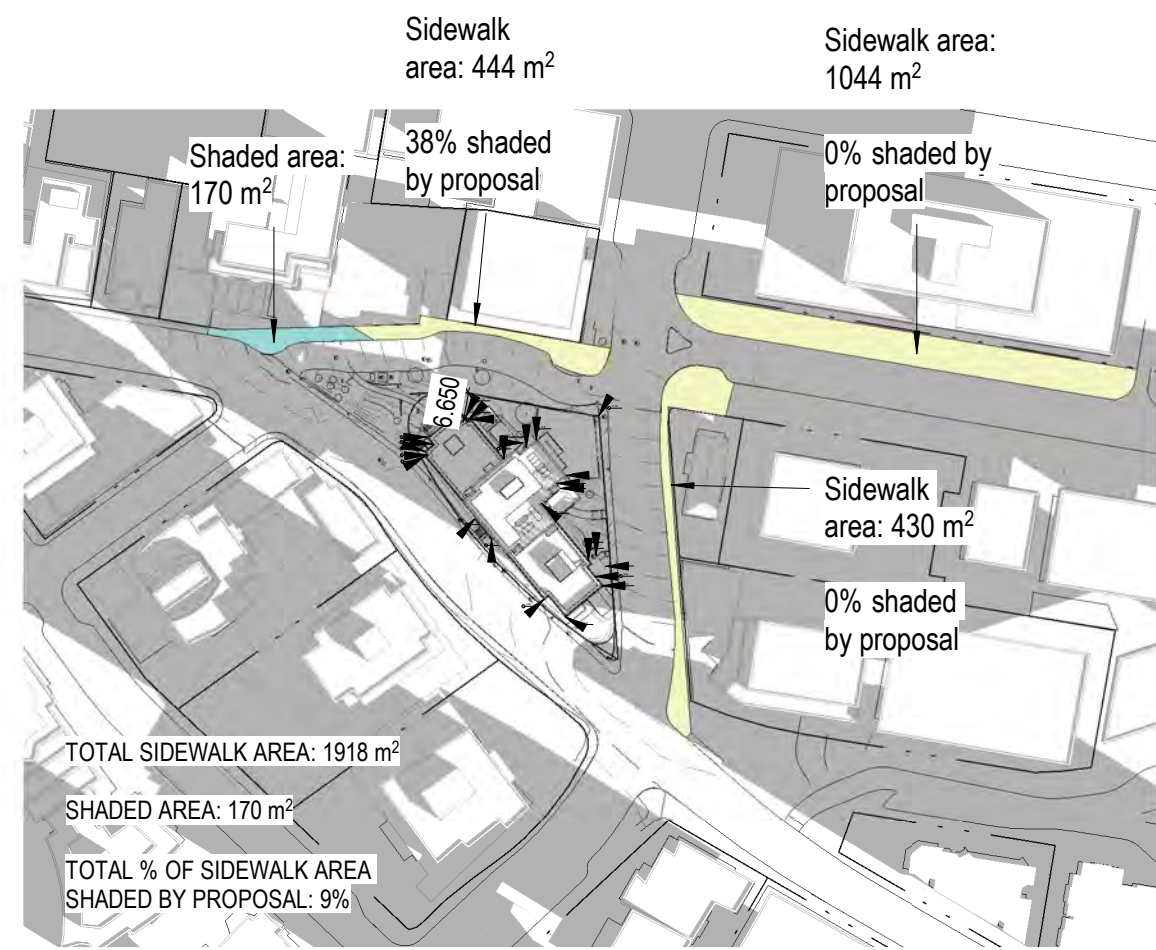 Sidewalk
area: 444 m²
Sidewalk area:
1044 m²
Shaded area:
170 m²
38% shaded
by proposal
0% shaded by
proposal
6.650
Sidewalk
area: 430 m²
0% shaded
by proposal
TOTAL SIDEWALK AREA: 1918 m²
SHADED AREA: 170 m²
TOTAL % OF SIDEWALK AREA
SHADED BY PROPOSAL: 9%